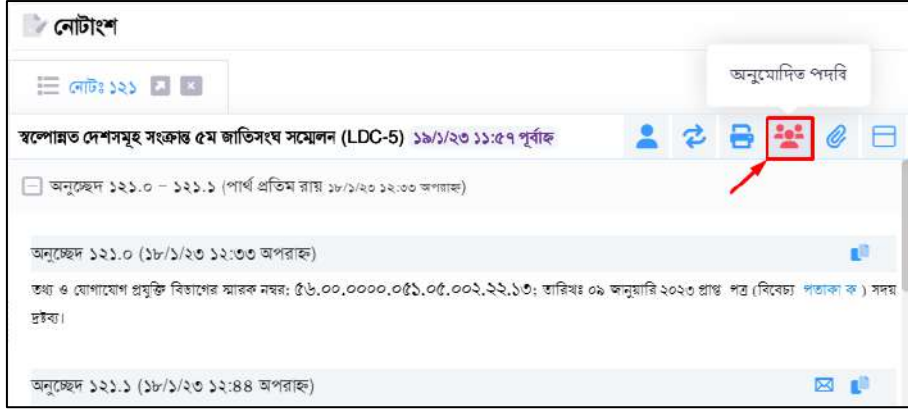 নোটাংশ
অনুমোদিত পদবি
নোটঃ ১২১
স্বল্পোন্নত দেশসমূহ সংক্রান্ত ৫ম জাতিসংঘ সম্মেলন (LDC-5) ১৯/১/২৩ ১১:৫৭ পূর্বাহ্ন
অনুচ্ছেদ ১২১.০ - ১২১.১ (পার্থ প্রতিম রায় ১৮/১/২৩ ১২:৩৩ অপরাহ্ন)
অনুচ্ছেদ ১২১.০ (১৮/১/২৩ ১২:৩৩ অপরাহ্ন)
তথ্য ও যোগাযোগ প্রযুক্তি বিভাগের স্মারক নম্বর: ৫৬.০০.০০০০.০৫১.০৫.০০২.২২.১৩; তারিখঃ ০৯ জানুয়ারি ২০২৩ প্রাপ্ত পত্র (বিবেচ্য পতাকা ক ) সদয়
দ্রষ্টব্য।
অনুচ্ছেদ ১২১.১ (১৮/১/২৩ ১২:৪৪ অপরাহ্ন)